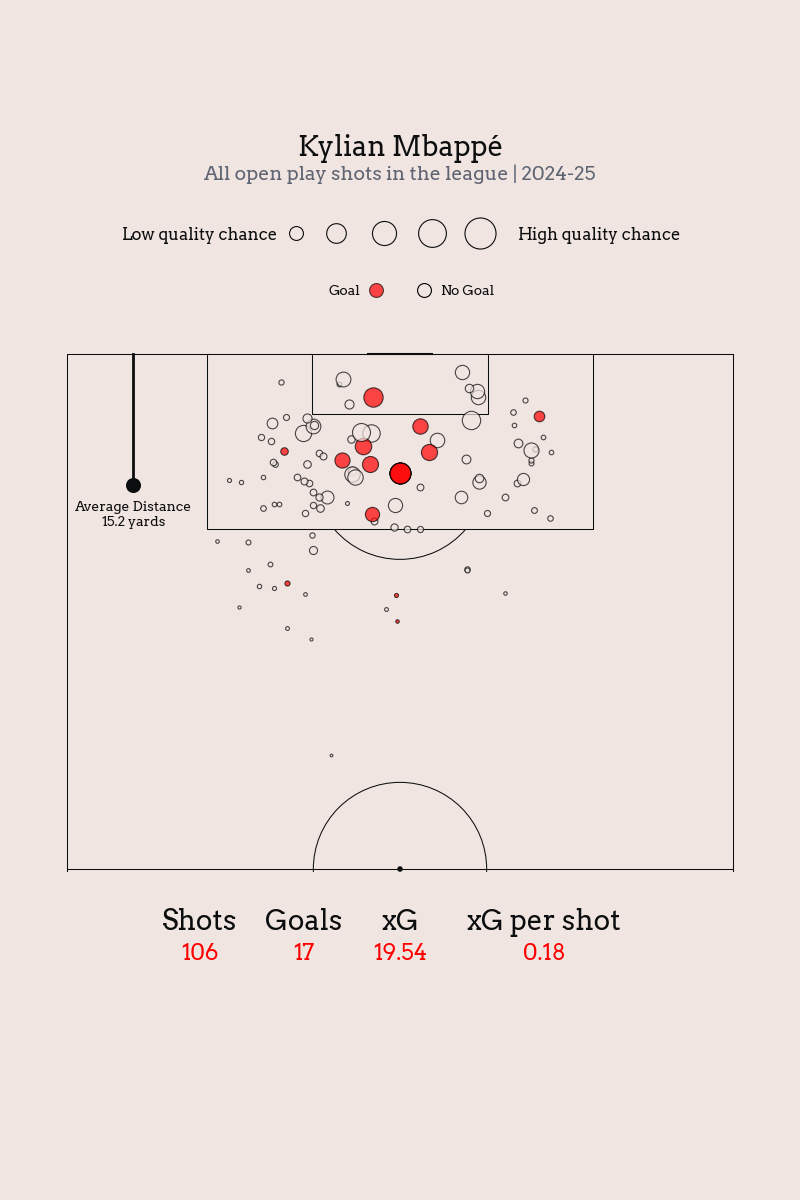 Kylian Mbappé
All open play shots in the league | 2024-25
Low quality chance High quality chance
Goal No Goal
Average Distance
15.2 yards
Shots Goals xG xG per shot
106 17 19.54 0.18